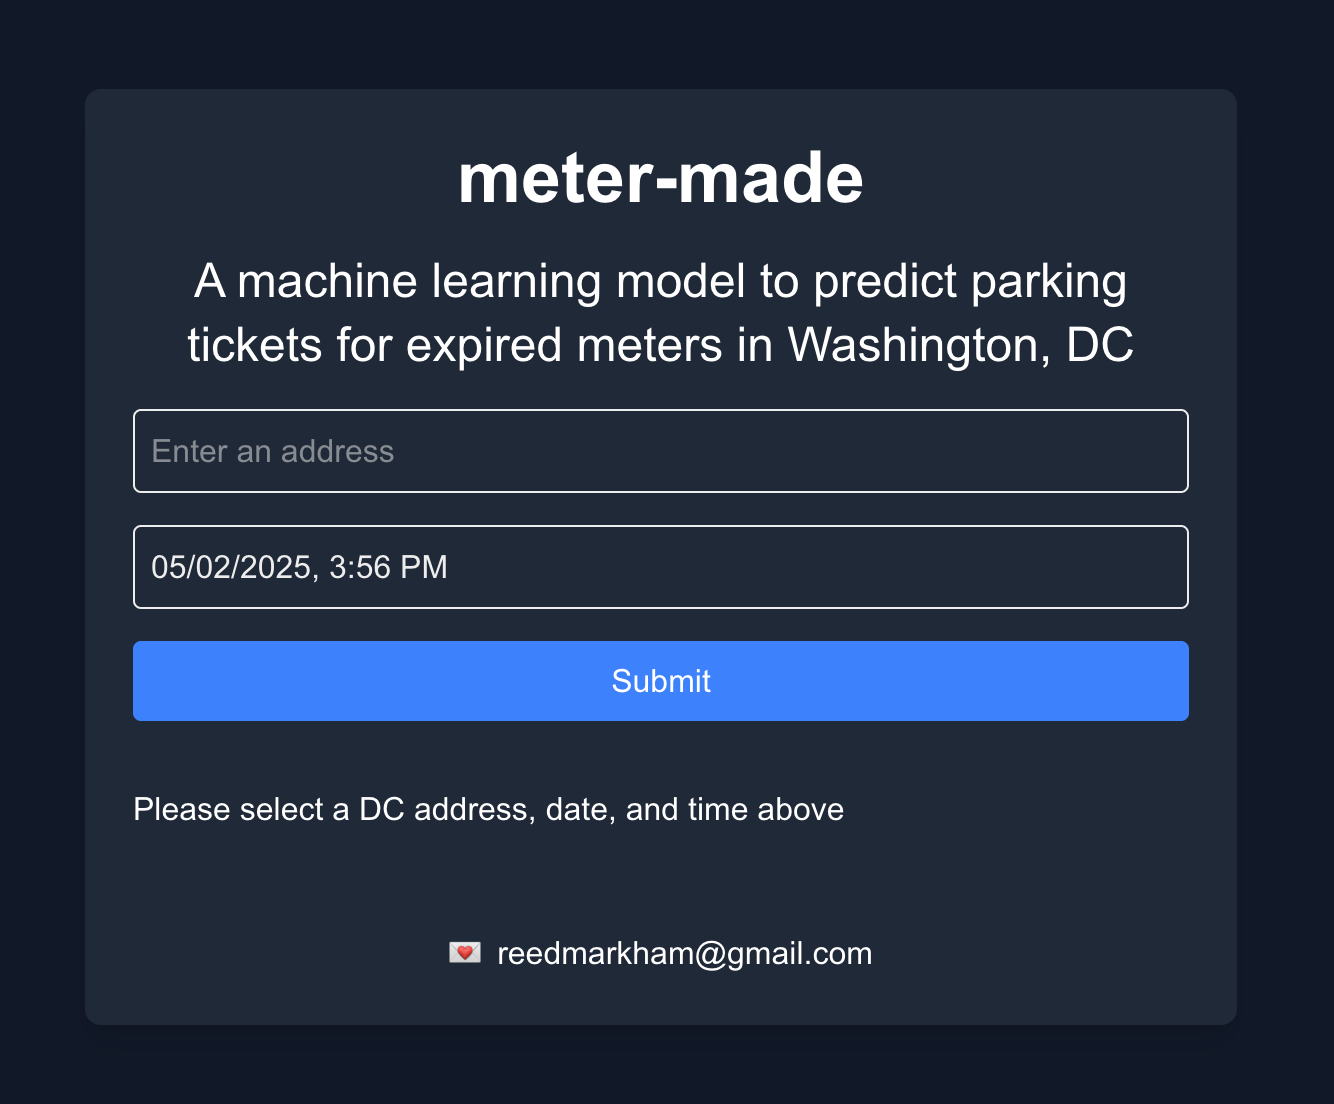 meter-made
A machine learning model to predict parking
tickets for expired meters in Washington, DC
Enter an address
05/02/2025, 3:56 PM
Submit
Please select a DC address, date, and time above
💌 reedmarkham@gmail.com